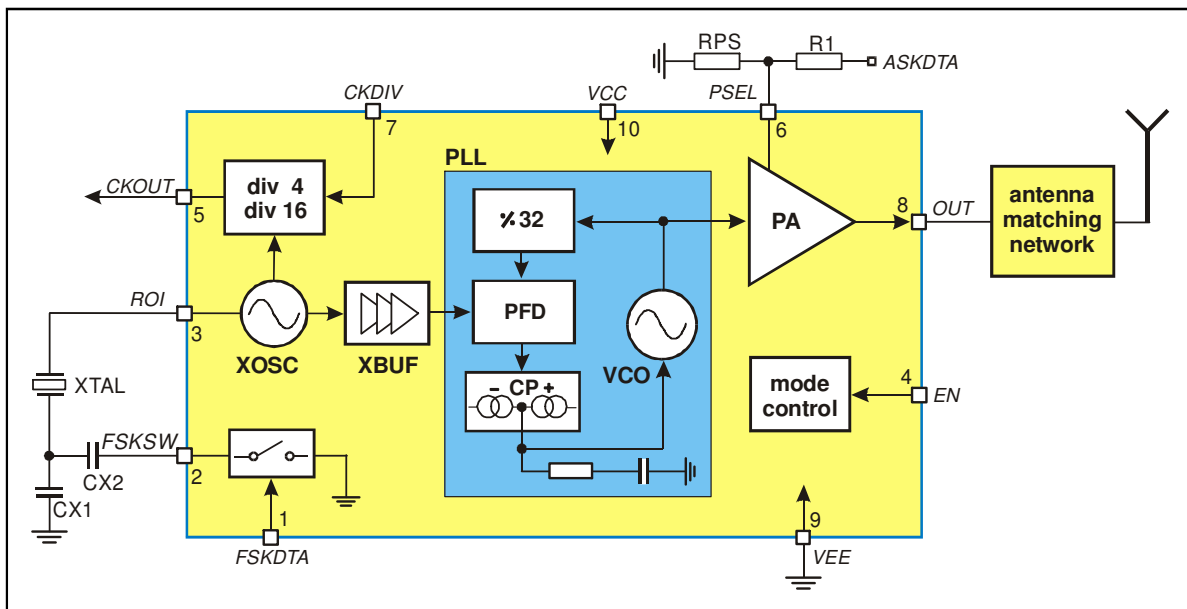 RPS
R1
ASKDTA
CKDIV
VCC
PSEL
7
10
6
PLL
CKOUT
5
div 4
div 16
% 32
PA
8
OUT
antenna
matching
network
ROI
3
XOSC
XBUF
PFD
VCO
XTAL
- CP +
mode
control
4
EN
FSKSW
2
CX2
CX1
1
FSKDTA
9
VEE